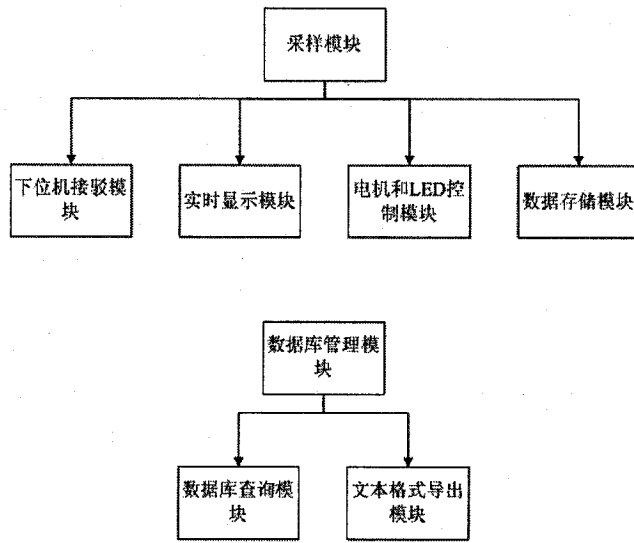 采样模块
下位机接驳模
块
实时显示模块
电机和LED控
制模块
数据存储模块
数据库管理模
块
数据库查询模
块
文本格式导出
模块